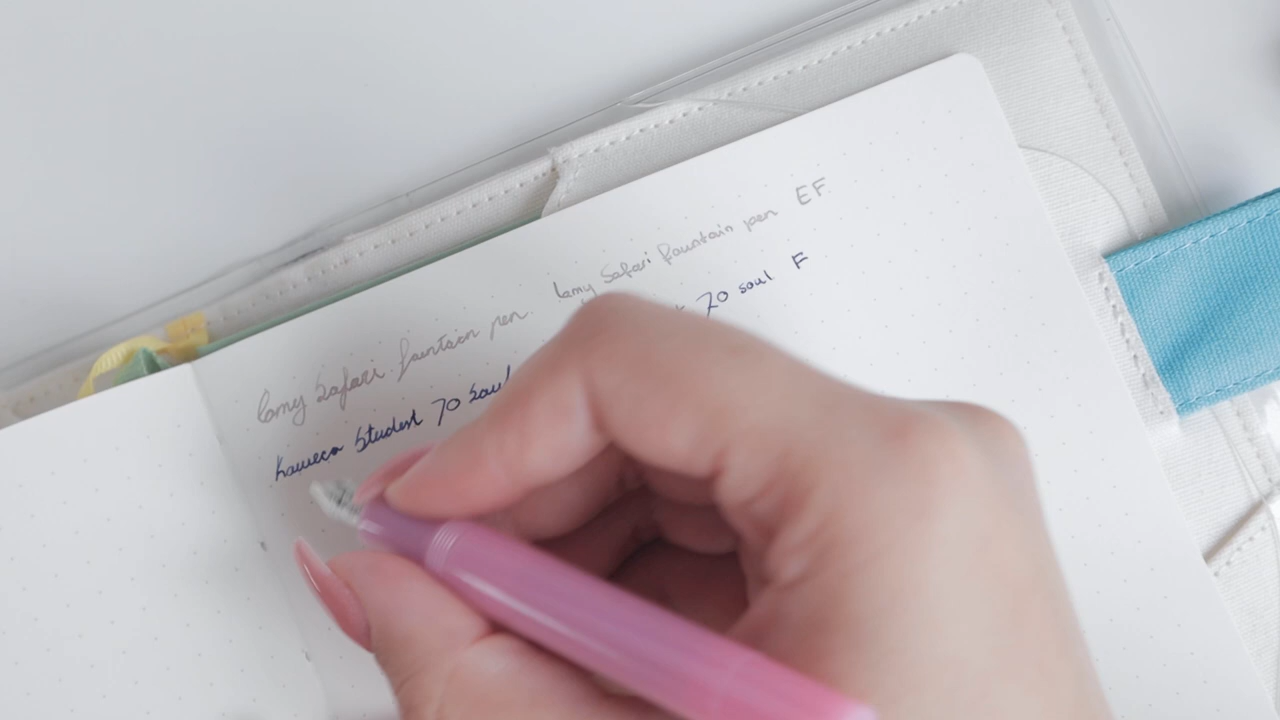 lamy Safari fountain pen. lamy Safari fountain pen EF
kaweco Student 70 Soul 70 soul F